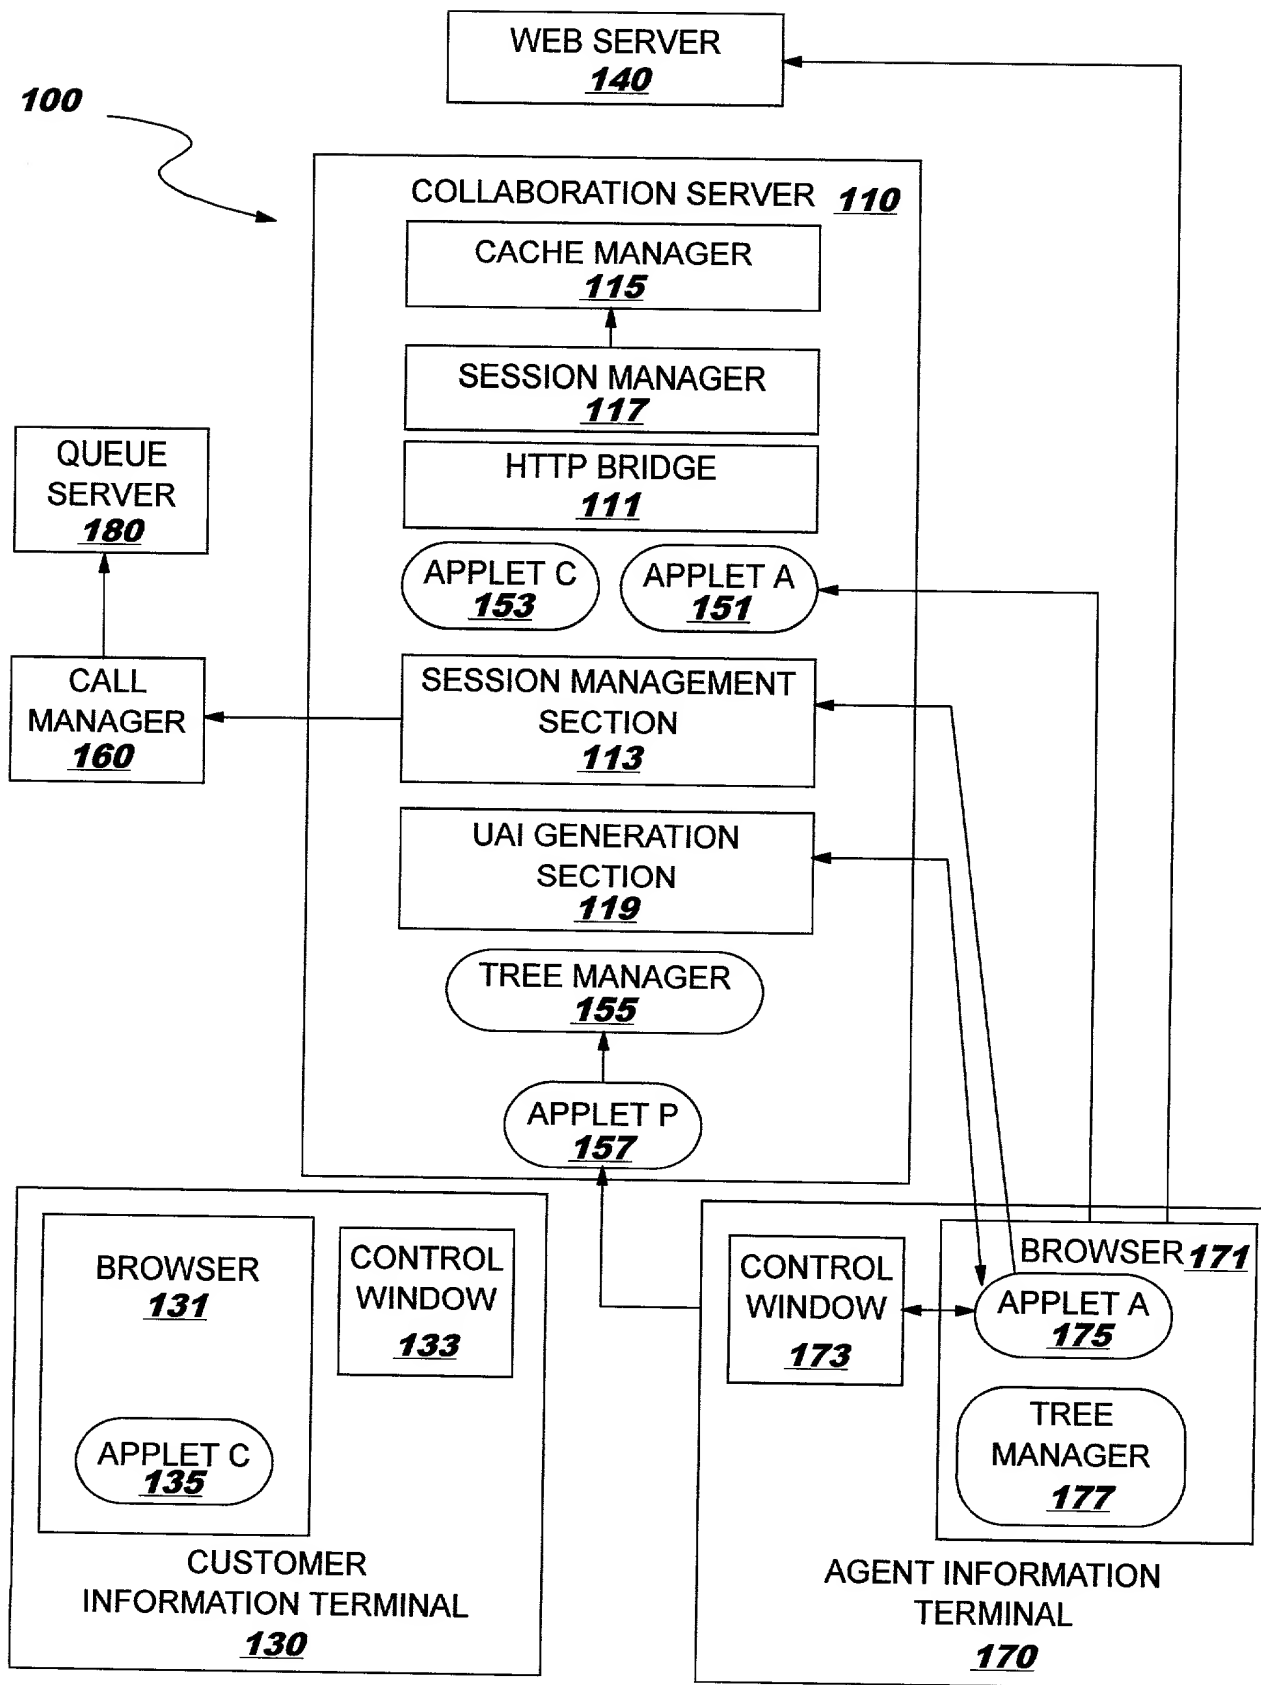 WEB SERVER
140
100
COLLABORATION SERVER 110
CACHE MANAGER
115
SESSION MANAGER
117
HTTP BRIDGE
111
QUEUE
SERVER
180
APPLET C
153
APPLET A
151
CALL
MANAGER
160
SESSION MANAGEMENT
SECTION
113
UAI GENERATION
SECTION
119
TREE MANAGER
155
APPLET P
157
BROWSER
131
CONTROL
WINDOW
133
APPLET C
135
CUSTOMER
INFORMATION TERMINAL
130
CONTROL
WINDOW
173
BROWSER 171
APPLET A
175
TREE
MANAGER
177
AGENT INFORMATION
TERMINAL
170